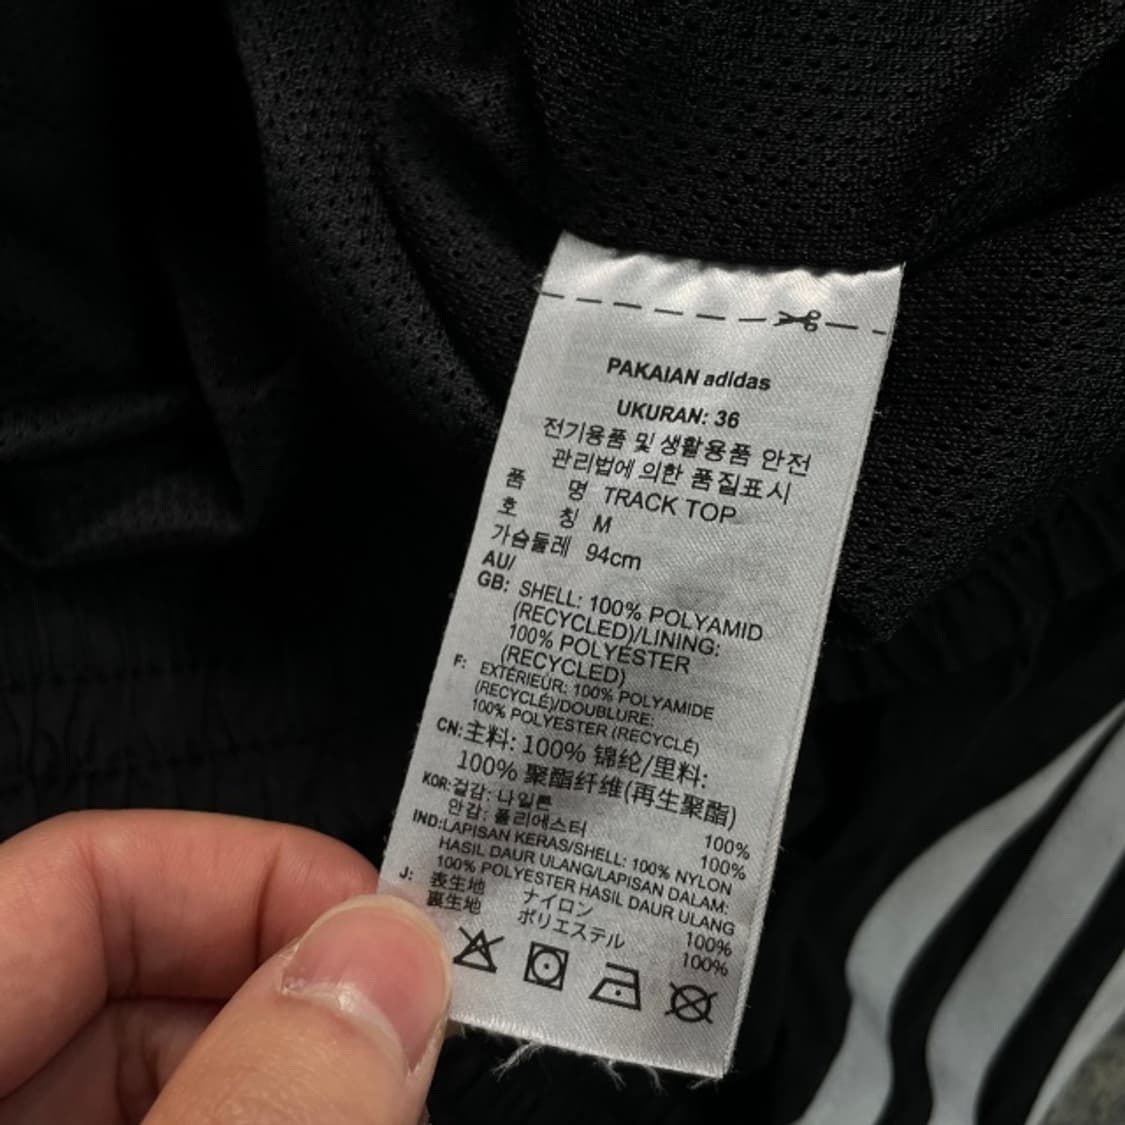 PAKAIAN adidas
UKURAN: 36
전기용품 및 생활용품 안전
관리법에 의한 품질표시
품 명 TRACK TOP
호 칭 M
가슴둘레 94cm
AU/
GB: SHELL: 100% POLYAMID
(RECYCLED)/LINING:
100% POLYESTER
(RECYCLED)
F: EXTÉRIEUR: 100% POLYAMIDE
(RECYCLÉ)/DOUBLURE:
100% POLYESTER (RECYCLÉ)
CN:主料: 100% 锦纶/里料:
100% 聚酯纤维(再生聚酯)
KOR:겉감: 나일론 100%
안감: 폴리에스터 100%
IND:LAPISAN KERAS/SHELL: 100% NYLON
HASIL DAUR ULANG/LAPISAN DALAM:
100% POLYESTER HASIL DAUR ULANG
J: 表生地 ナイロン 100%
裏生地 ポリエステル 100%